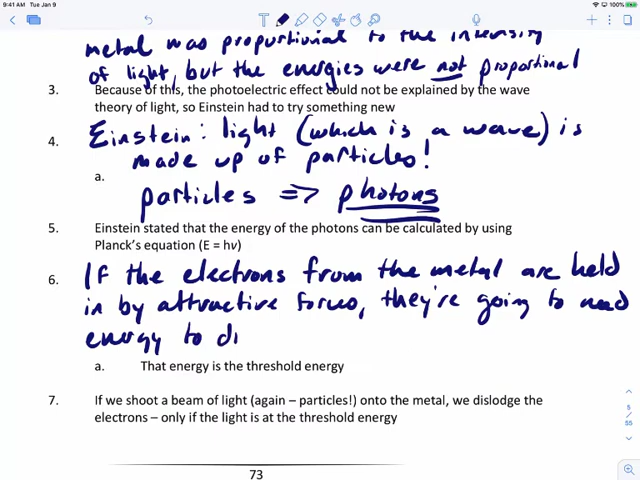 9:41 AM Tue Jan 9
100%
metal was proportional to the intensity
of light, but the energies were not proportional
3. Because of this, the photoelectric effect could not be explained by the wave
theory of light, so Einstein had to try something new
4. Einstein: light (which is a wave) is
made up of particles!
a. particles ⇒ photons
5. Einstein stated that the energy of the photons can be calculated by using
Planck's equation (E = hν)
6. If the electrons from the metal are held
in by attractive forces, they're going to need
energy to di
a. That energy is the threshold energy
7. If we shoot a beam of light (again – particles!) onto the metal, we dislodge the
electrons – only if the light is at the threshold energy
73
5
/
55